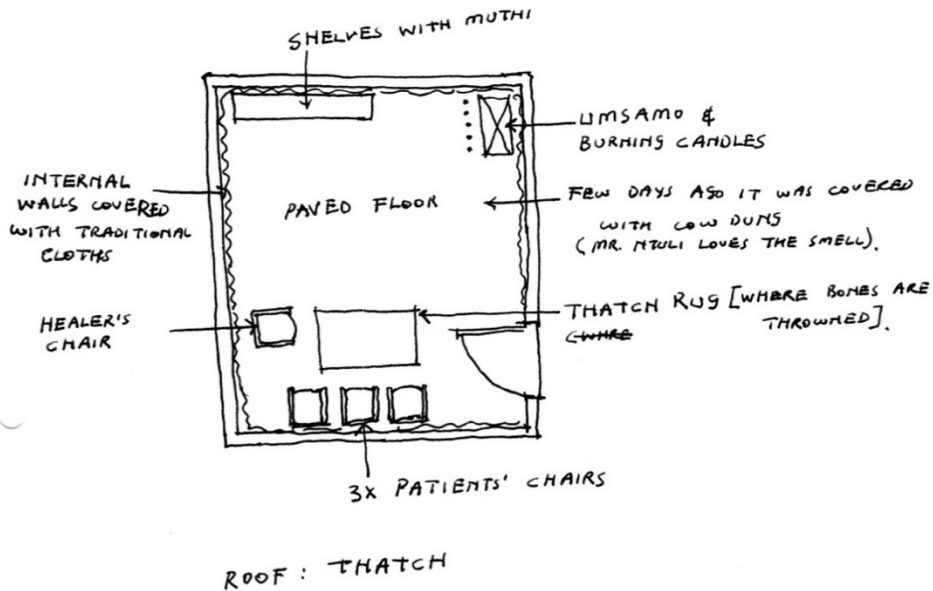 SHELVES WITH MUTHI
UMSAMO &
BURNING CANDLES
INTERNAL
WALLS COVERED
WITH TRADITIONAL
CLOTHS
PAVED FLOOR
FEW DAYS AGO IT WAS COVERED
WITH COW DUNG
(MR. NTULI LOVES THE SMELL).
HEALER'S
CHAIR
THATCH RUG [WHERE BONES ARE
THROWNED].
3X PATIENTS' CHAIRS
ROOF: THATCH